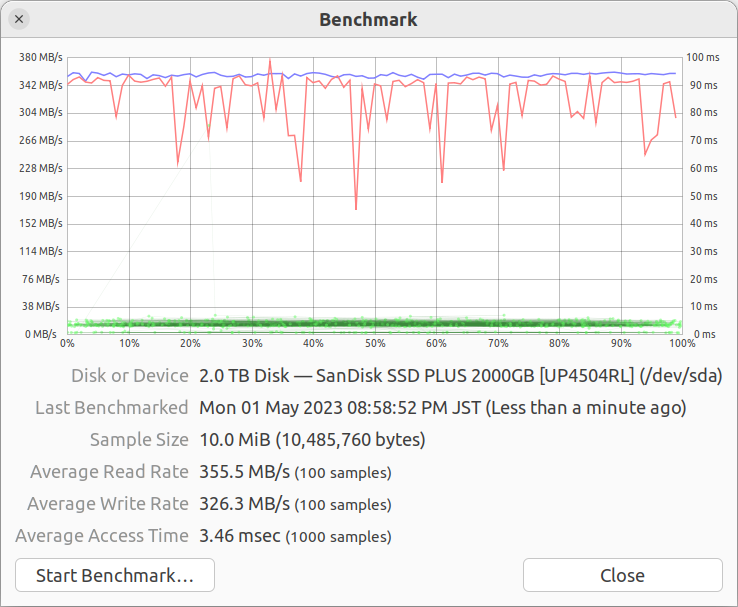 Benchmark
380 MB/s
342 MB/s
304 MB/s
266 MB/s
228 MB/s
190 MB/s
152 MB/s
114 MB/s
76 MB/s
38 MB/s
0 MB/s
100 ms
90 ms
80 ms
70 ms
60 ms
50 ms
40 ms
30 ms
20 ms
10 ms
0 ms
0% 10% 20% 30% 40% 50% 60% 70% 80% 90% 100%
Disk or Device 2.0 TB Disk — SanDisk SSD PLUS 2000GB [UP4504RL] (/dev/sda)
Last Benchmarked Mon 01 May 2023 08:58:52 PM JST (Less than a minute ago)
Sample Size 10.0 MiB (10,485,760 bytes)
Average Read Rate 355.5 MB/s (100 samples)
Average Write Rate 326.3 MB/s (100 samples)
Average Access Time 3.46 msec (1000 samples)
Start Benchmark… Close